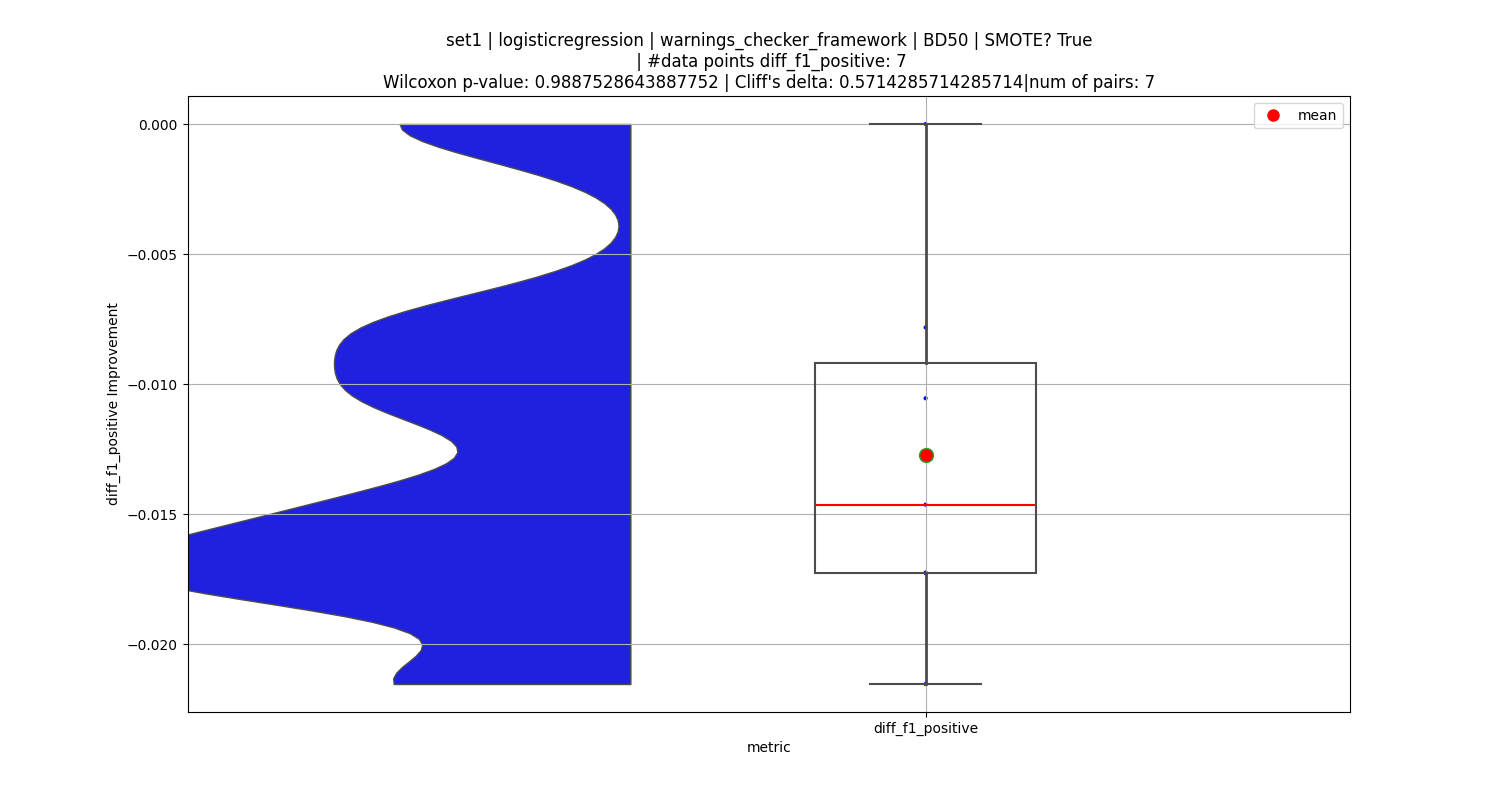 set1 | logisticregression | warnings_checker_framework | BD50 | SMOTE? True
| #data points diff_f1_positive: 7
Wilcoxon p-value: 0.9887528643887752 | Cliff's delta: 0.5714285714285714|num of pairs: 7
mean
0.000
−0.005
−0.010
−0.015
−0.020
diff_f1_positive Improvement
diff_f1_positive
metric